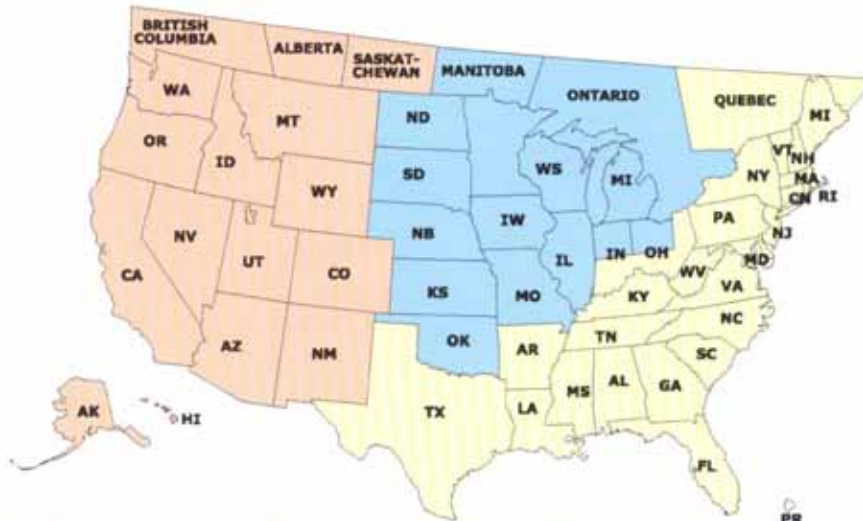 BRITISH
COLUMBIA
ALBERTA
SASKAT-
CHEWAN
MANITOBA
ONTARIO
QUEBEC
WA
MT
ND
MI
OR
ID
SD
WS
MI
VT
NH
NY
MA
WY
CN
RI
NV
NB
IW
PA
NJ
CA
UT
CO
IL
IN
OH
MD
WV
VA
KS
MO
KY
NC
AZ
NM
OK
AR
TN
SC
MS
AL
GA
AK
HI
TX
LA
FL
PR